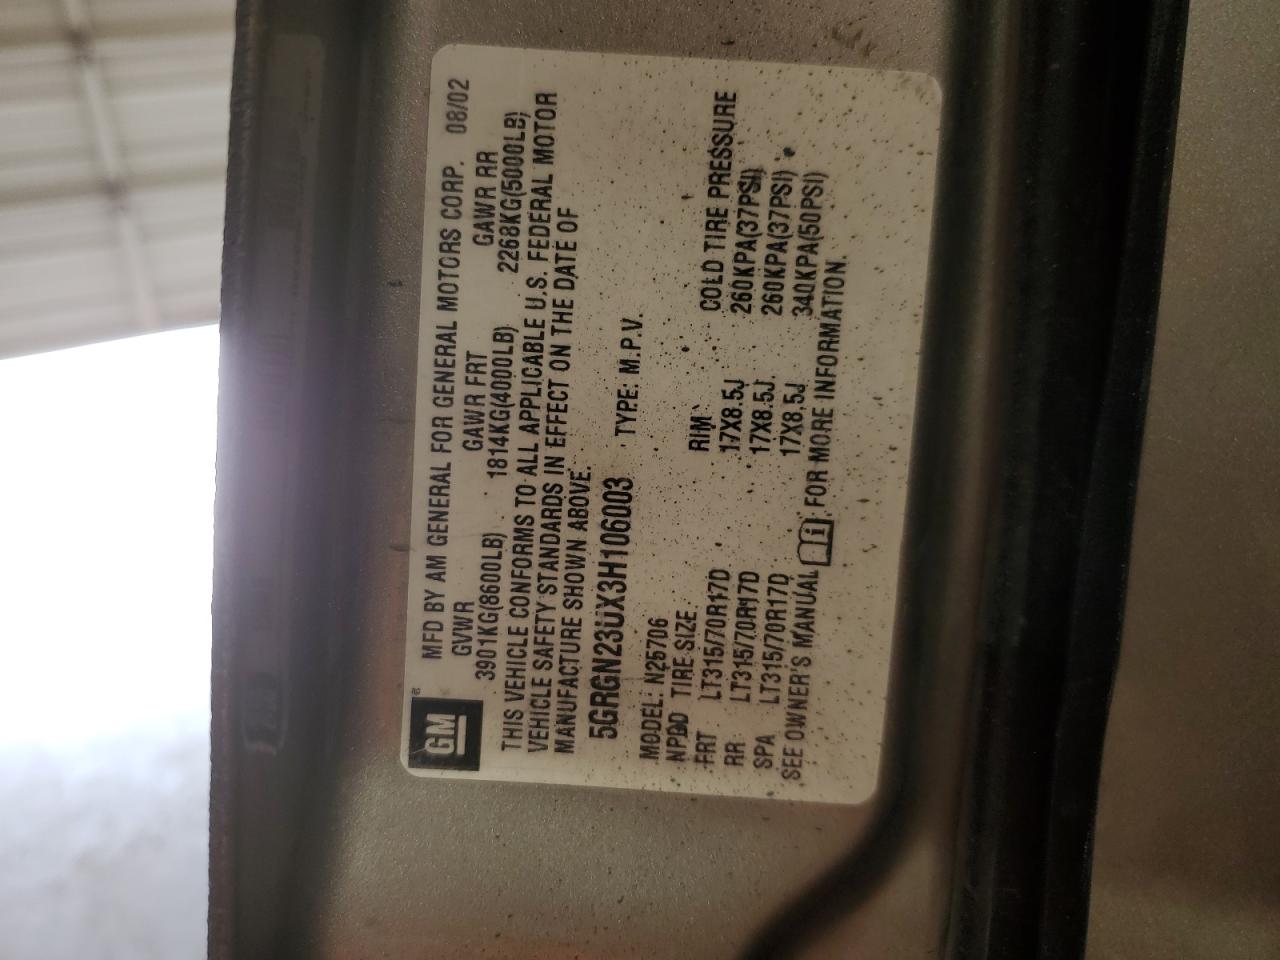 GM
MFD BY AM GENERAL FOR GENERAL MOTORS CORP. 08/02
GVWR GAWR FRT GAWR RR
3901KG(8600LB) 1814KG(4000LB) 2268KG(5000LB)
THIS VEHICLE CONFORMS TO ALL APPLICABLE U.S. FEDERAL MOTOR
VEHICLE SAFETY STANDARDS IN EFFECT ON THE DATE OF
MANUFACTURE SHOWN ABOVE.
5GRGN23UX3H106003 TYPE: M.P.V.
MODEL: N25706
NPDD TIRE SIZE RIM COLD TIRE PRESSURE
FRT LT315/70R17D 17X8.5J 260KPA(37PSI)
RR LT315/70R17D 17X8.5J 260KPA(37PSI)
SPA LT315/70R17D 17X8.5J 340KPA(50PSI)
SEE OWNER'S MANUAL FOR MORE INFORMATION.